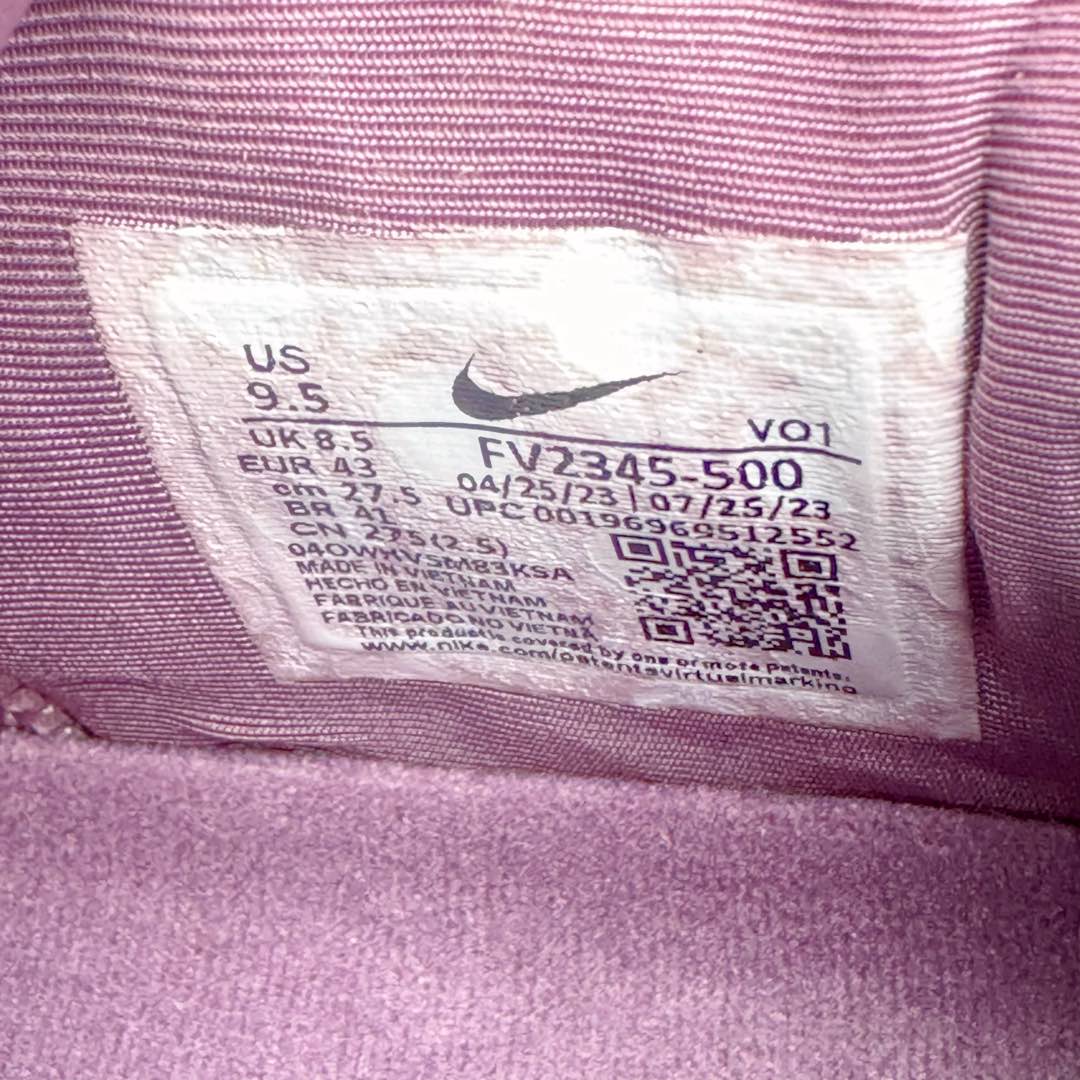 US
9.5
VO1
UK 8.5
FV2345-500
EUR 43
04/25/23 | 07/25/23
cm 27.5
UPC 00196969512552
BR 41
CN 275(2.5)
MADE IN VIETNAM
HECHO EN VIETNAM
FABRIQUE AU VIETNAM
FABRICADO NO VIETNÃ
This product is covered by one or more Patents.
www.nike.com/patentsvirtualmarking